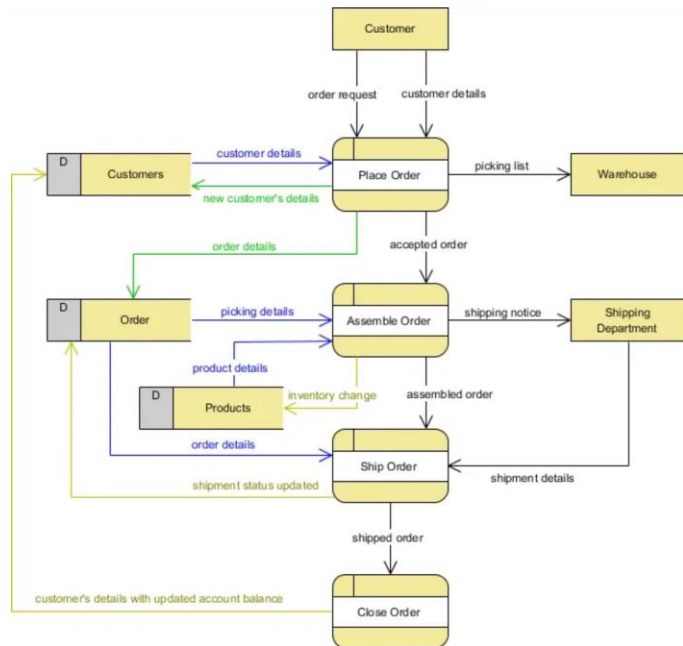 Customer
order request
customer details
D
Customers
customer details
Place Order
picking list
Warehouse
new customer's details
order details
accepted order
D
Order
picking details
Assemble Order
shipping notice
Shipping
Department
product details
D
Products
inventory change
assembled order
order details
Ship Order
shipment details
shipment status updated
shipped order
customer's details with updated account balance
Close Order